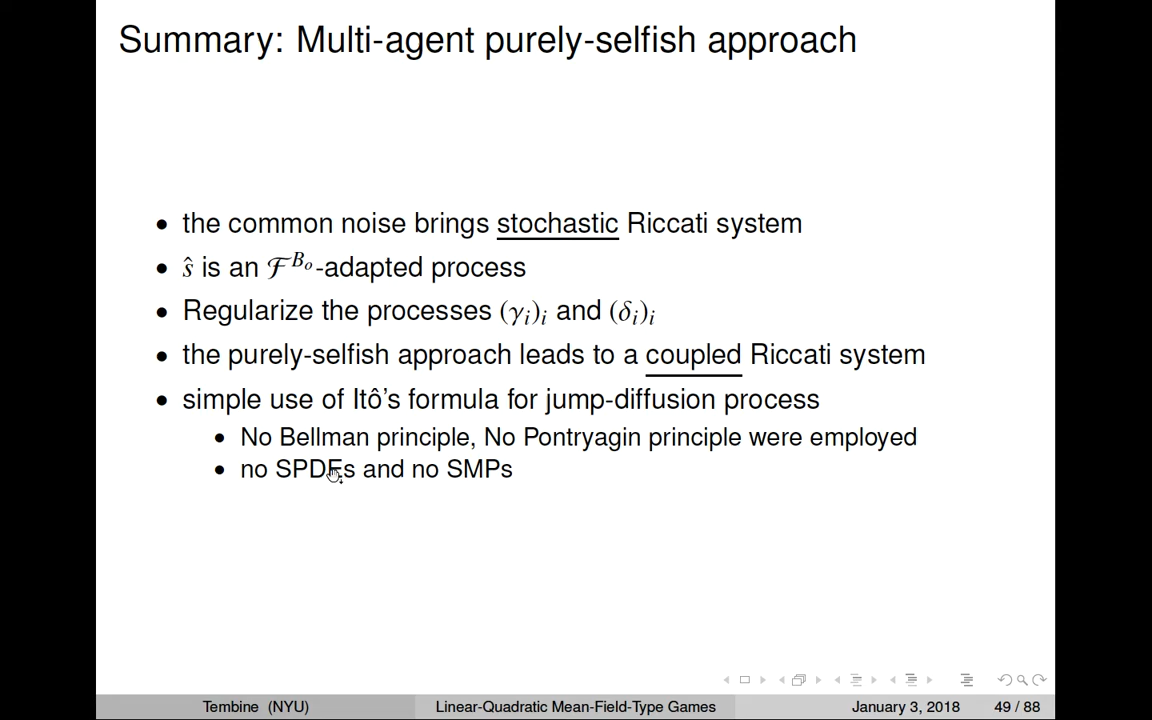 Summary: Multi-agent purely-selfish approach
• the common noise brings stochastic Riccati system
• ŝ is an ℱ^{B_o}-adapted process
• Regularize the processes (γ_i)_i and (δ_i)_i
• the purely-selfish approach leads to a coupled Riccati system
• simple use of Itô's formula for jump-diffusion process
• No Bellman principle, No Pontryagin principle were employed
• no SPDEs and no SMPs
Tembine (NYU) Linear-Quadratic Mean-Field-Type Games January 3, 2018 49 / 88